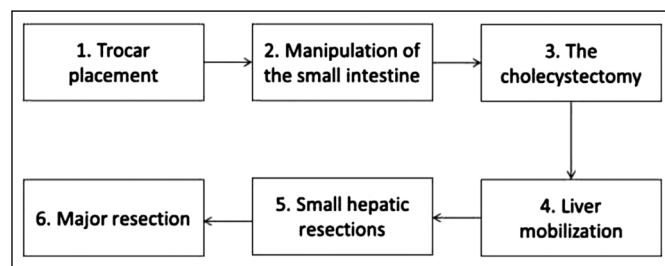 1. Trocar
placement
2. Manipulation of
the small intestine
3. The
cholecystectomy
4. Liver
mobilization
5. Small hepatic
resections
6. Major resection